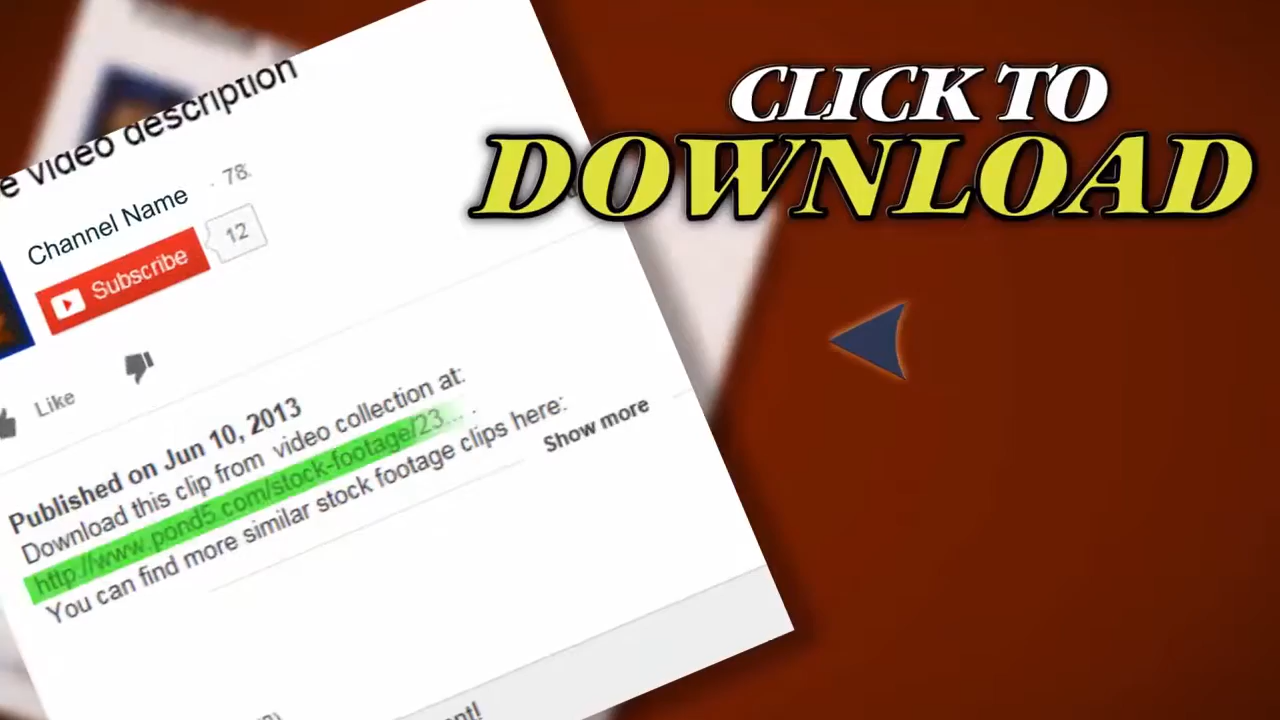 CLICK TO
DOWNLOAD
e video description
Channel Name
78
Subscribe
12
Like
Published on Jun 10, 2013
Download this clip from video collection at:
http://www.pond5.com/stock-footage/23... .
You can find more similar stock footage clips here:
Show more